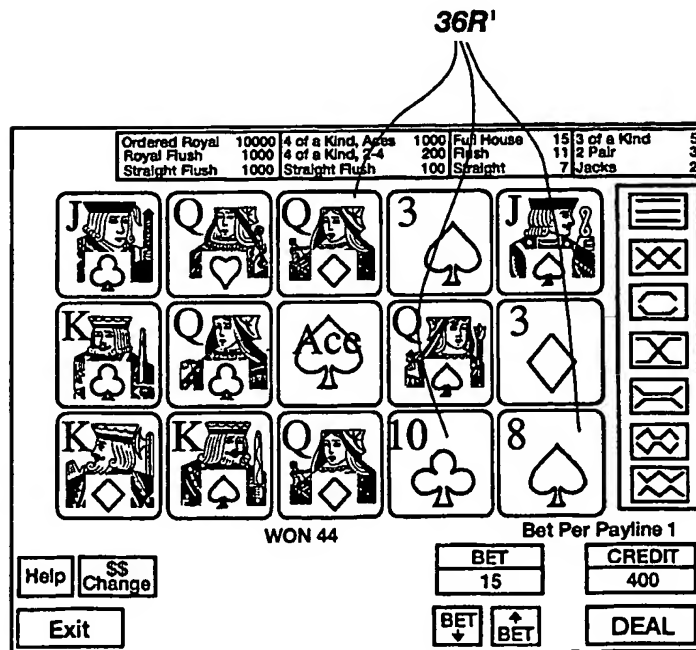 36R'
Ordered Royal 10000 4 of a Kind, Aces 1000 Full House 15 3 of a Kind 5
Royal Flush 1000 4 of a Kind, 2-4 200 Flush 11 2 Pair 3
Straight Flush 1000 Straight Flush 100 Straight 7 Jacks 2
J Q Q 3 J
K Q Ace Q 3
K K Q 10 8
WON 44 Bet Per Payline 1
Help $$ Change BET 15 CREDIT 400
Exit BET BET DEAL